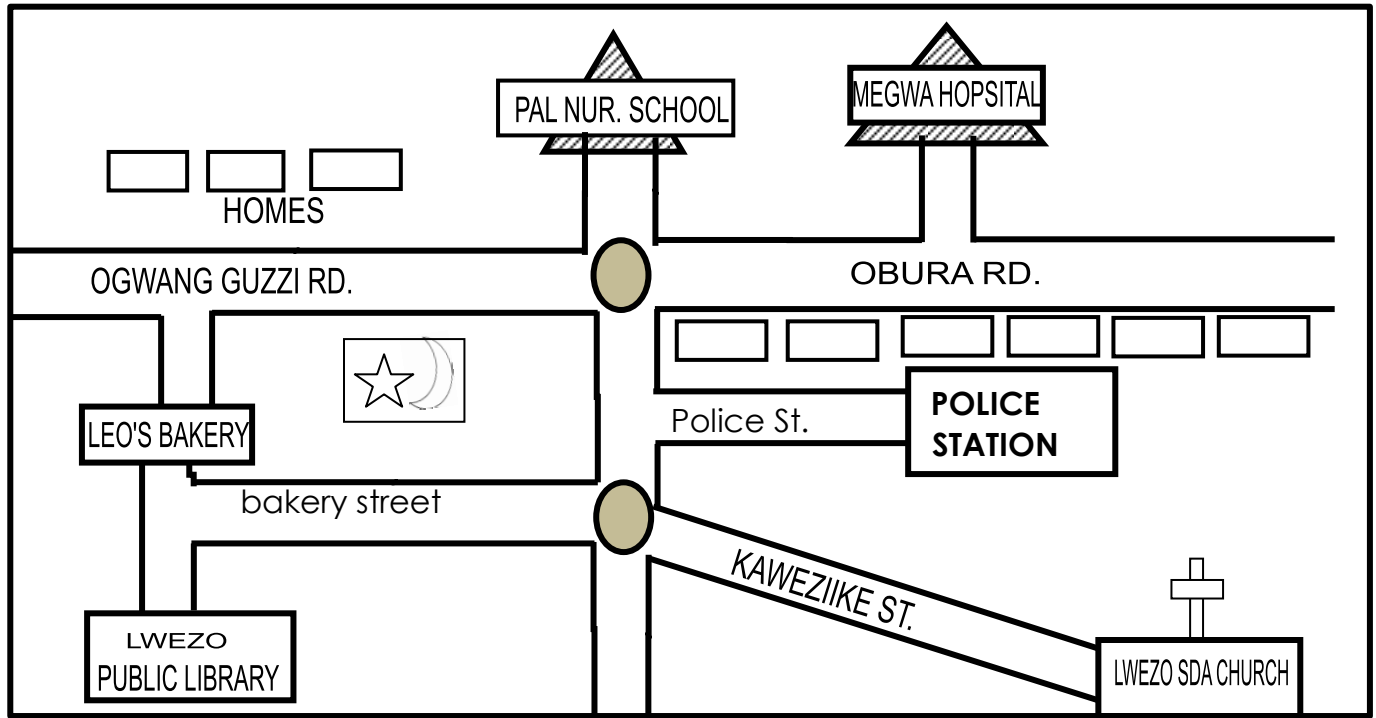 PAL NUR. SCHOOL
MEGWA HOPSITAL
HOMES
OGWANG GUZZI RD.
OBURA RD.
POLICE
STATION
Police St.
LEO'S BAKERY
bakery street
KAWEZIIKE ST.
LWEZO
PUBLIC LIBRARY
LWEZO SDA CHURCH